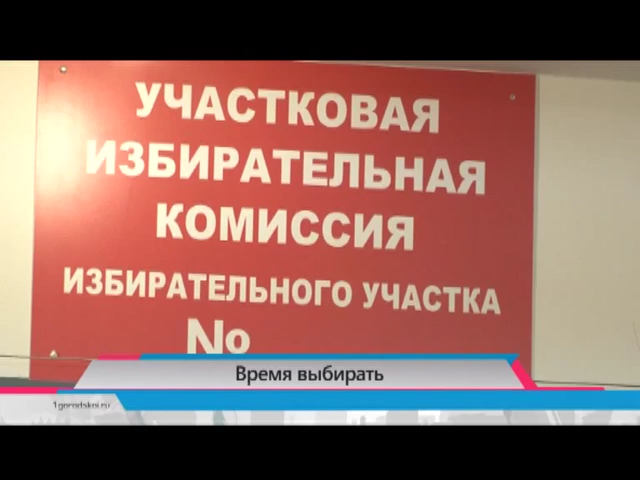 УЧАСТКОВАЯ
ИЗБИРАТЕЛЬНАЯ
КОМИССИЯ
ИЗБИРАТЕЛЬНОГО УЧАСТКА
№
Время выбирать
1gorodskoi.ru